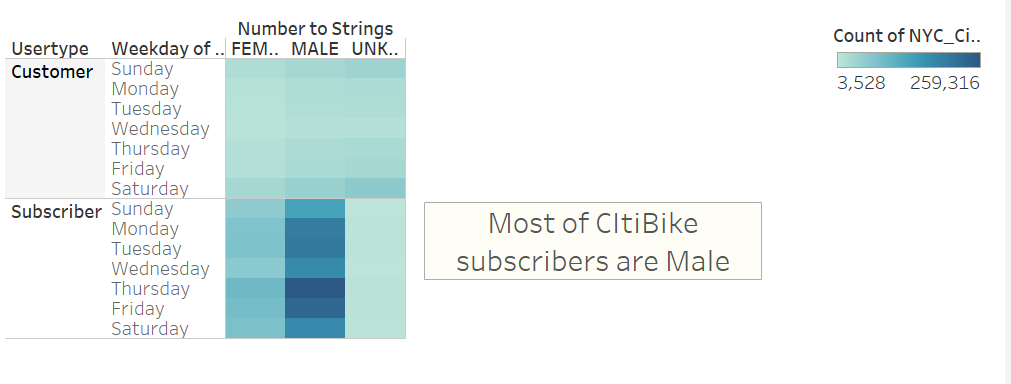 Number to Strings
Usertype Weekday of .. FEM.. MALE UNK..
Customer Sunday
Monday
Tuesday
Wednesday
Thursday
Friday
Saturday
Subscriber Sunday
Monday
Tuesday
Wednesday
Thursday
Friday
Saturday
Most of CItiBike
subscribers are Male
Count of NYC_Ci..
3,528 259,316